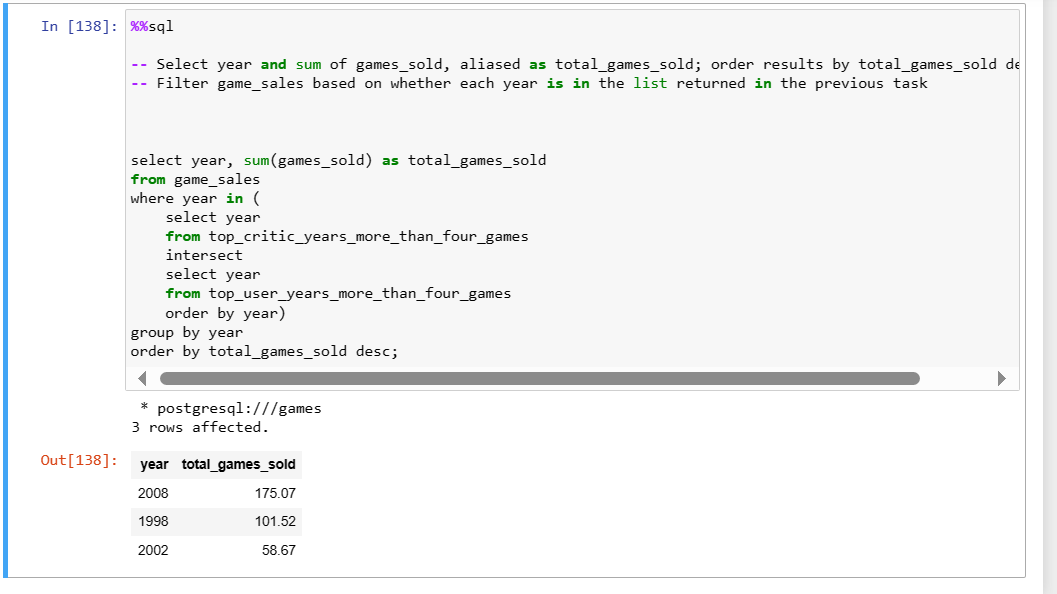 In [138]: %%sql
-- Select year and sum of games_sold, aliased as total_games_sold; order results by total_games_sold de
-- Filter game_sales based on whether each year is in the list returned in the previous task
select year, sum(games_sold) as total_games_sold
from game_sales
where year in (
select year
from top_critic_years_more_than_four_games
intersect
select year
from top_user_years_more_than_four_games
order by year)
group by year
order by total_games_sold desc;
* postgresql:///games
3 rows affected.
Out[138]: year total_games_sold
2008 175.07
1998 101.52
2002 58.67